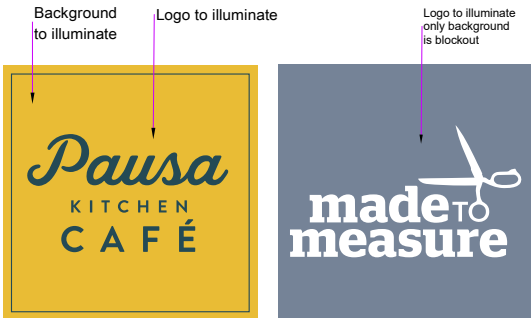 Background
to illuminate
Logo to illuminate
Logo to illuminate
only background
is blockout
Pausa
KITCHEN
CAFÉ
made TO
measure